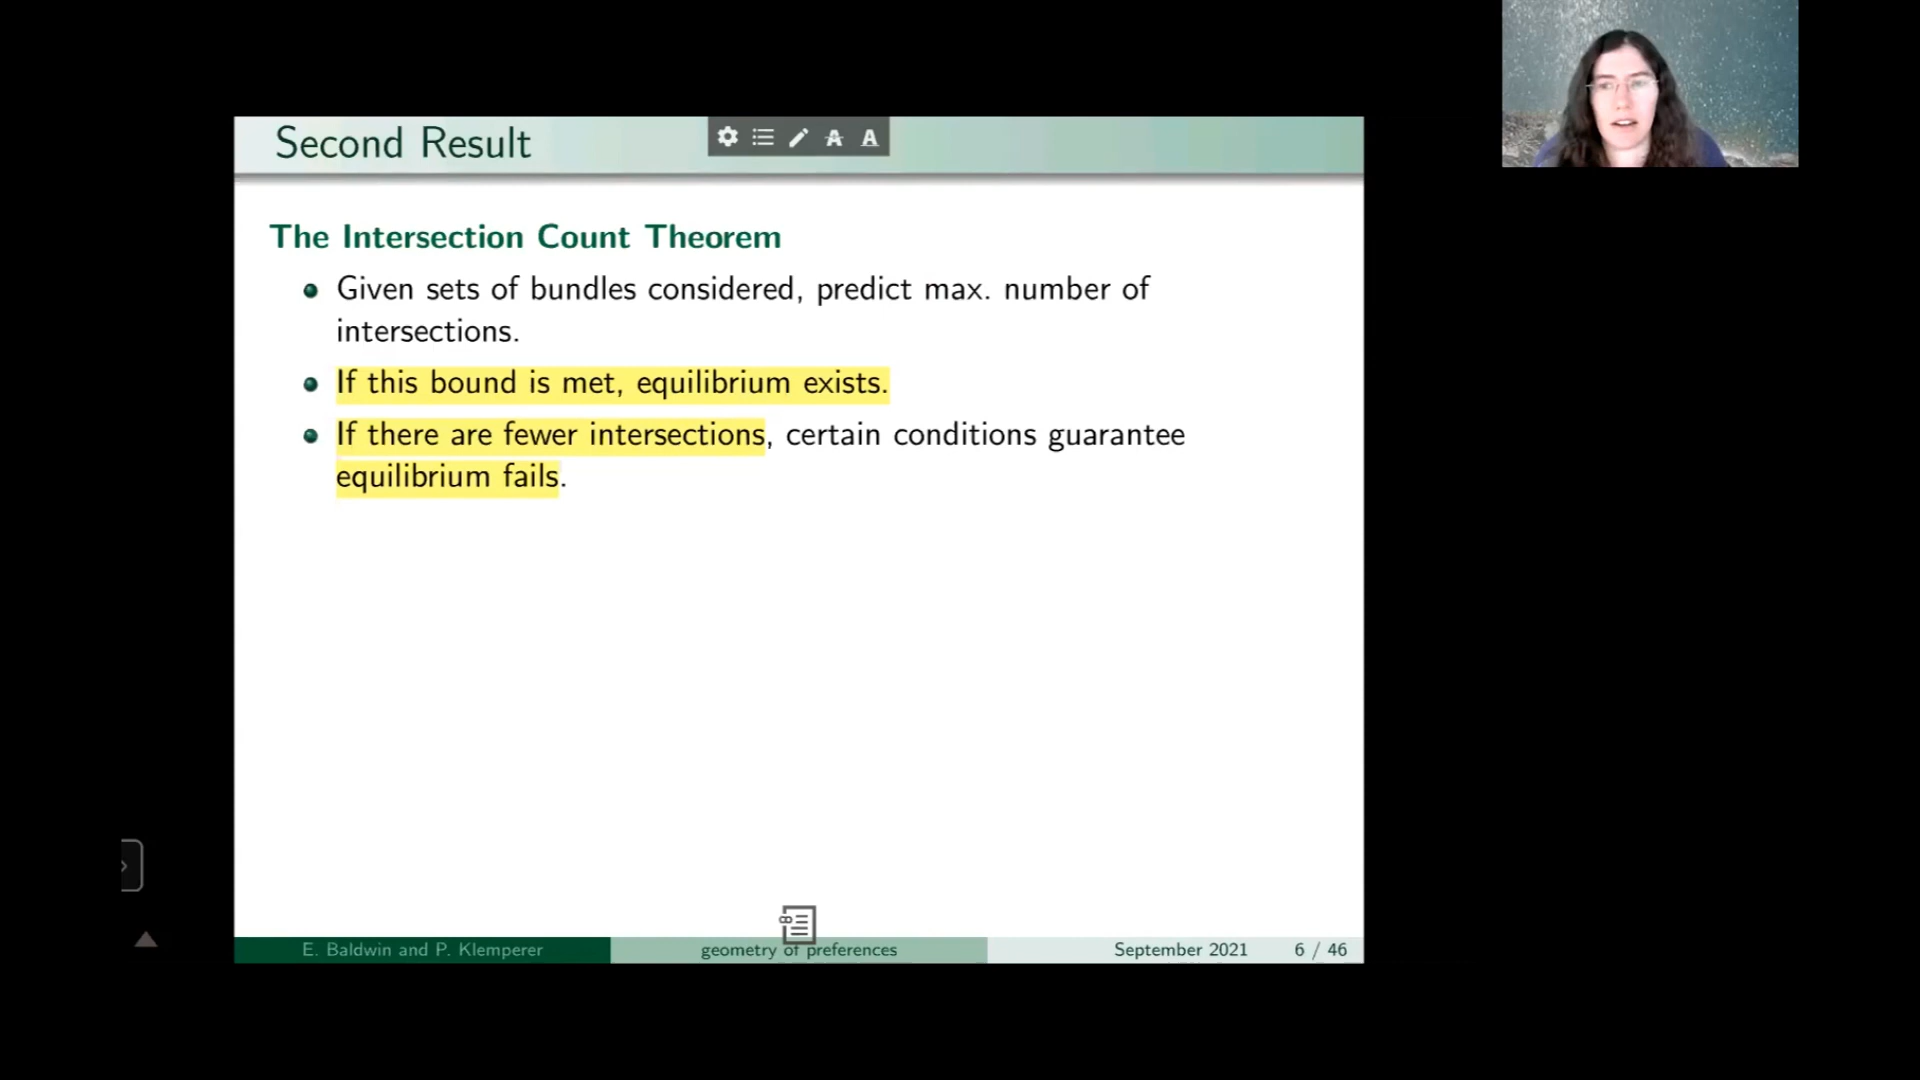 Second Result
The Intersection Count Theorem
Given sets of bundles considered, predict max. number of
intersections.
If this bound is met, equilibrium exists.
If there are fewer intersections, certain conditions guarantee
equilibrium fails.
E. Baldwin and P. Klemperer
geometry of preferences
September 2021
6 / 46